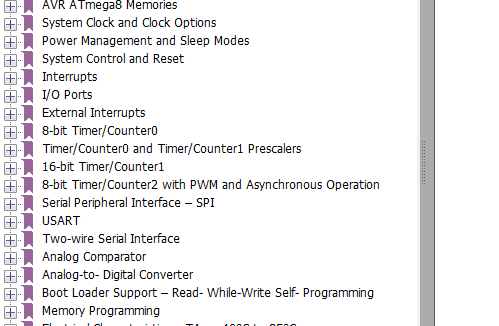 AVR ATmega8 Memories
System Clock and Clock Options
Power Management and Sleep Modes
System Control and Reset
Interrupts
I/O Ports
External Interrupts
8-bit Timer/Counter0
Timer/Counter0 and Timer/Counter1 Prescalers
16-bit Timer/Counter1
8-bit Timer/Counter2 with PWM and Asynchronous Operation
Serial Peripheral Interface – SPI
USART
Two-wire Serial Interface
Analog Comparator
Analog-to- Digital Converter
Boot Loader Support – Read- While-Write Self- Programming
Memory Programming